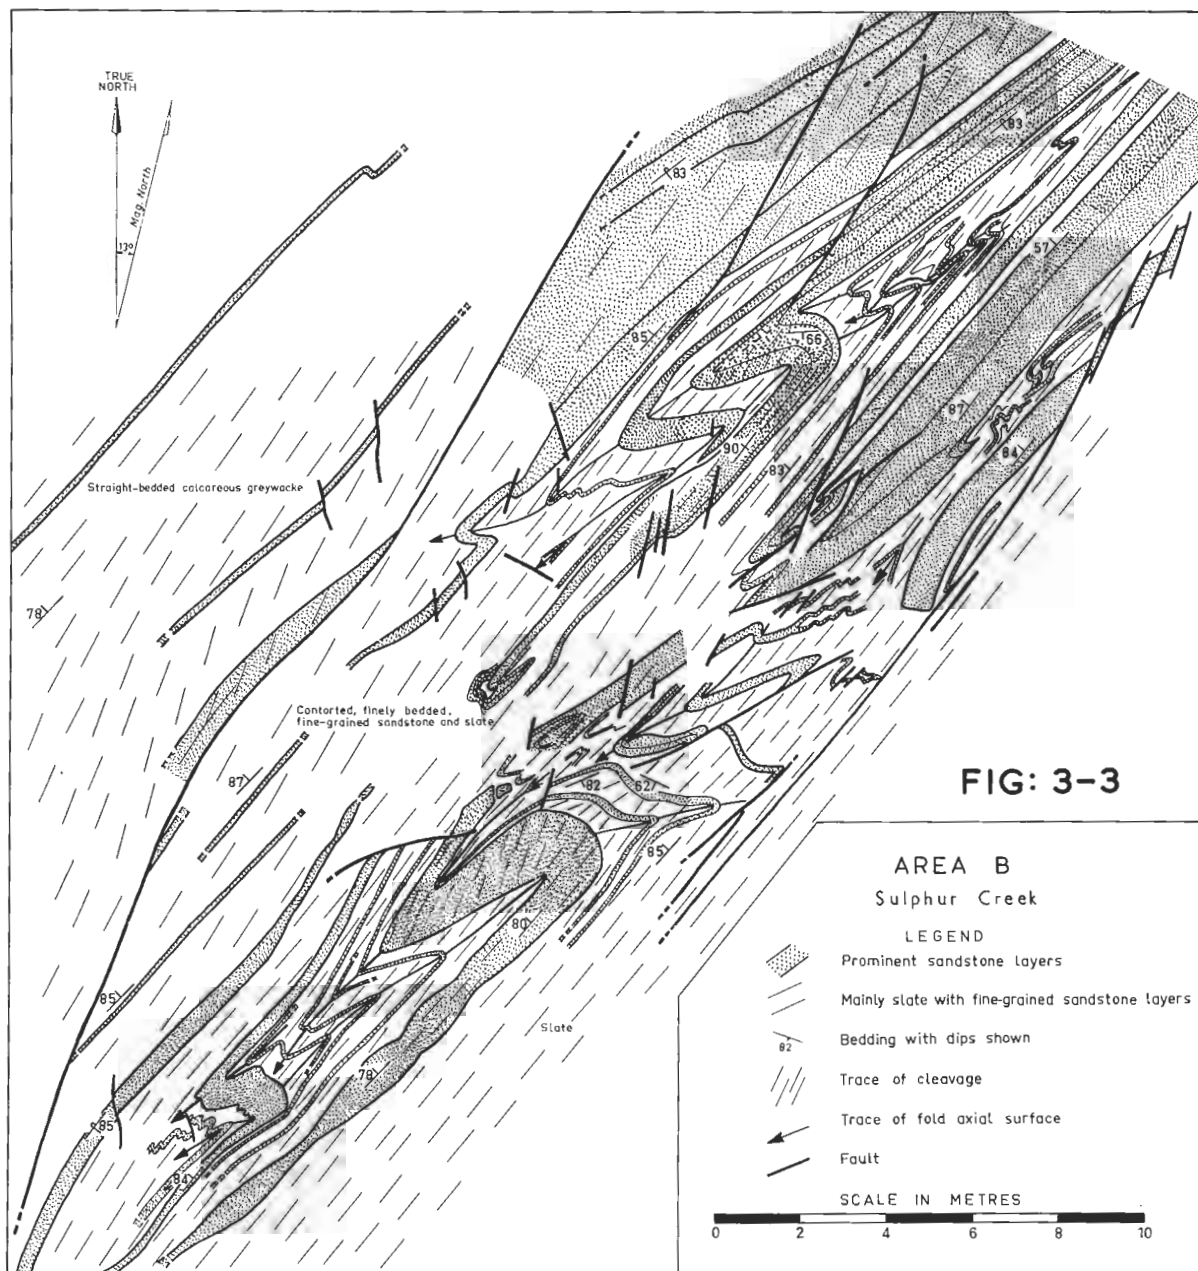 TRUE
NORTH
Mag. North
13°
83
83
57
85
66
87
84
90
83
Straight-bedded calcareous greywacke
78
Contorted, finely bedded,
fine-grained sandstone and slate
87
82
62
85
FIG: 3-3
80
85
Slate
78
85
84
AREA B
Sulphur Creek
LEGEND
Prominent sandstone layers
Mainly slate with fine-grained sandstone layers
82
Bedding with dips shown
Trace of cleavage
Trace of fold axial surface
Fault
SCALE IN METRES
0 2 4 6 8 10